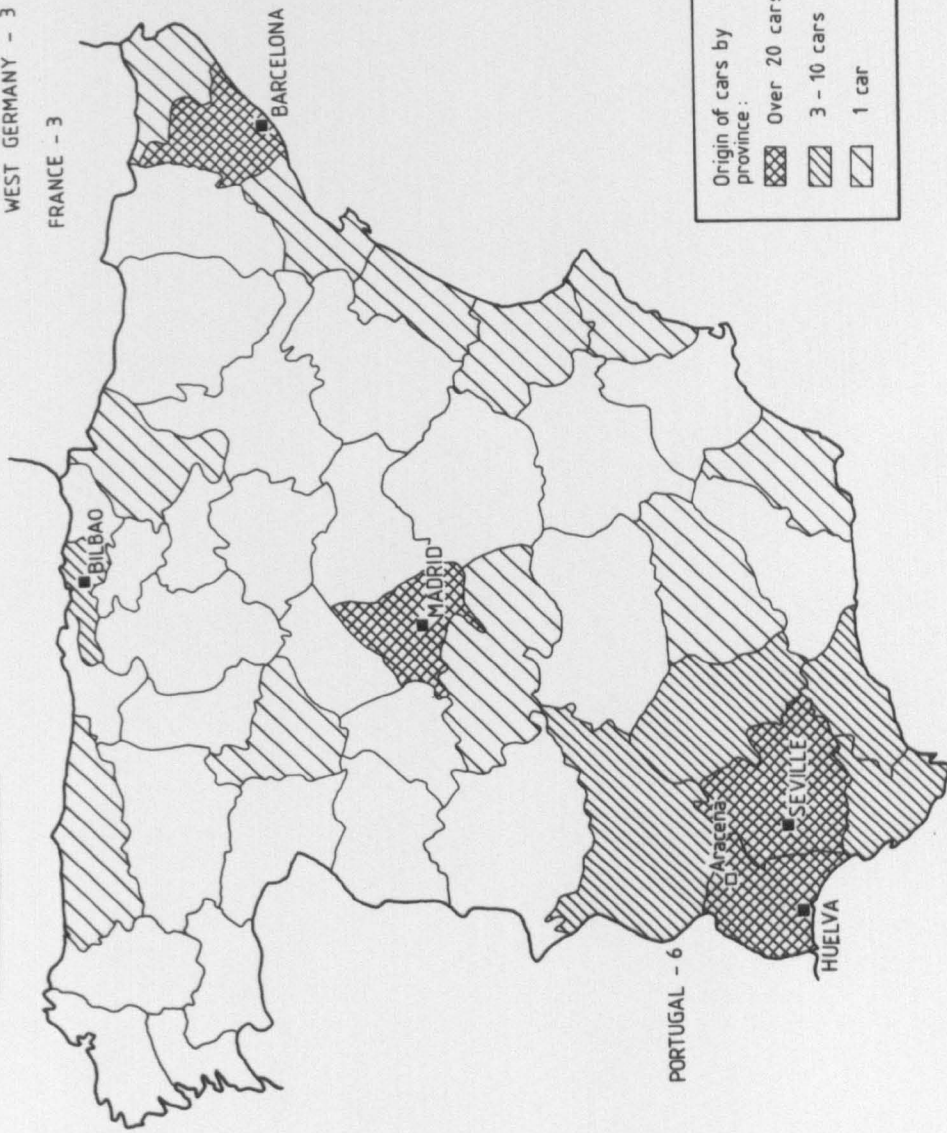 WEST GERMANY - 3
FRANCE - 3
BILBAO
BARCELONA
MADRID
PORTUGAL - 6
Aracena
SEVILLE
HUELVA
Origin of cars by
province :
Over 20 cars
3 - 10 cars
1 car